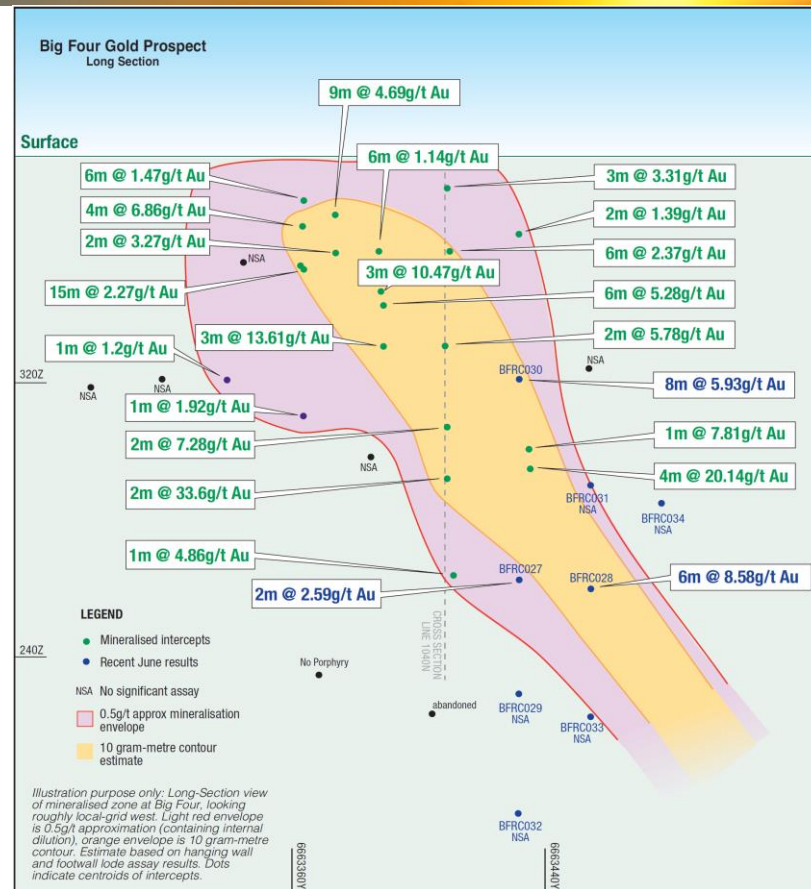 Big Four Gold Prospect
Long Section
9m @ 4.69g/t Au
Surface
6m @ 1.14g/t Au
6m @ 1.47g/t Au
3m @ 3.31g/t Au
4m @ 6.86g/t Au
2m @ 1.39g/t Au
2m @ 3.27g/t Au
6m @ 2.37g/t Au
NSA
3m @ 10.47g/t Au
15m @ 2.27g/t Au
6m @ 5.28g/t Au
3m @ 13.61g/t Au
2m @ 5.78g/t Au
1m @ 1.2g/t Au
NSA
BFRC030
320Z
NSA
NSA
8m @ 5.93g/t Au
1m @ 1.92g/t Au
1m @ 7.81g/t Au
2m @ 7.28g/t Au
NSA
4m @ 20.14g/t Au
2m @ 33.6g/t Au
BFRC031
NSA
BFRC034
NSA
1m @ 4.86g/t Au
BFRC027
BFRC028
6m @ 8.58g/t Au
2m @ 2.59g/t Au
CROSS SECTION
LINE 1040N
LEGEND
Mineralised intercepts
Recent June results
NSA No significant assay
0.5g/t approx mineralisation
envelope
10 gram-metre contour
estimate
240Z
No Porphyry
abandoned
BFRC029
NSA
BFRC033
NSA
BFRC032
NSA
Illustration purpose only: Long-Section view
of mineralised zone at Big Four, looking
roughly local-grid west. Light red envelope
is 0.5g/t approximation (containing internal
dilution), orange envelope is 10 gram-metre
contour. Estimate based on hanging wall
and footwall lode assay results. Dots
indicate centroids of intercepts.
6663360Y
6663440Y